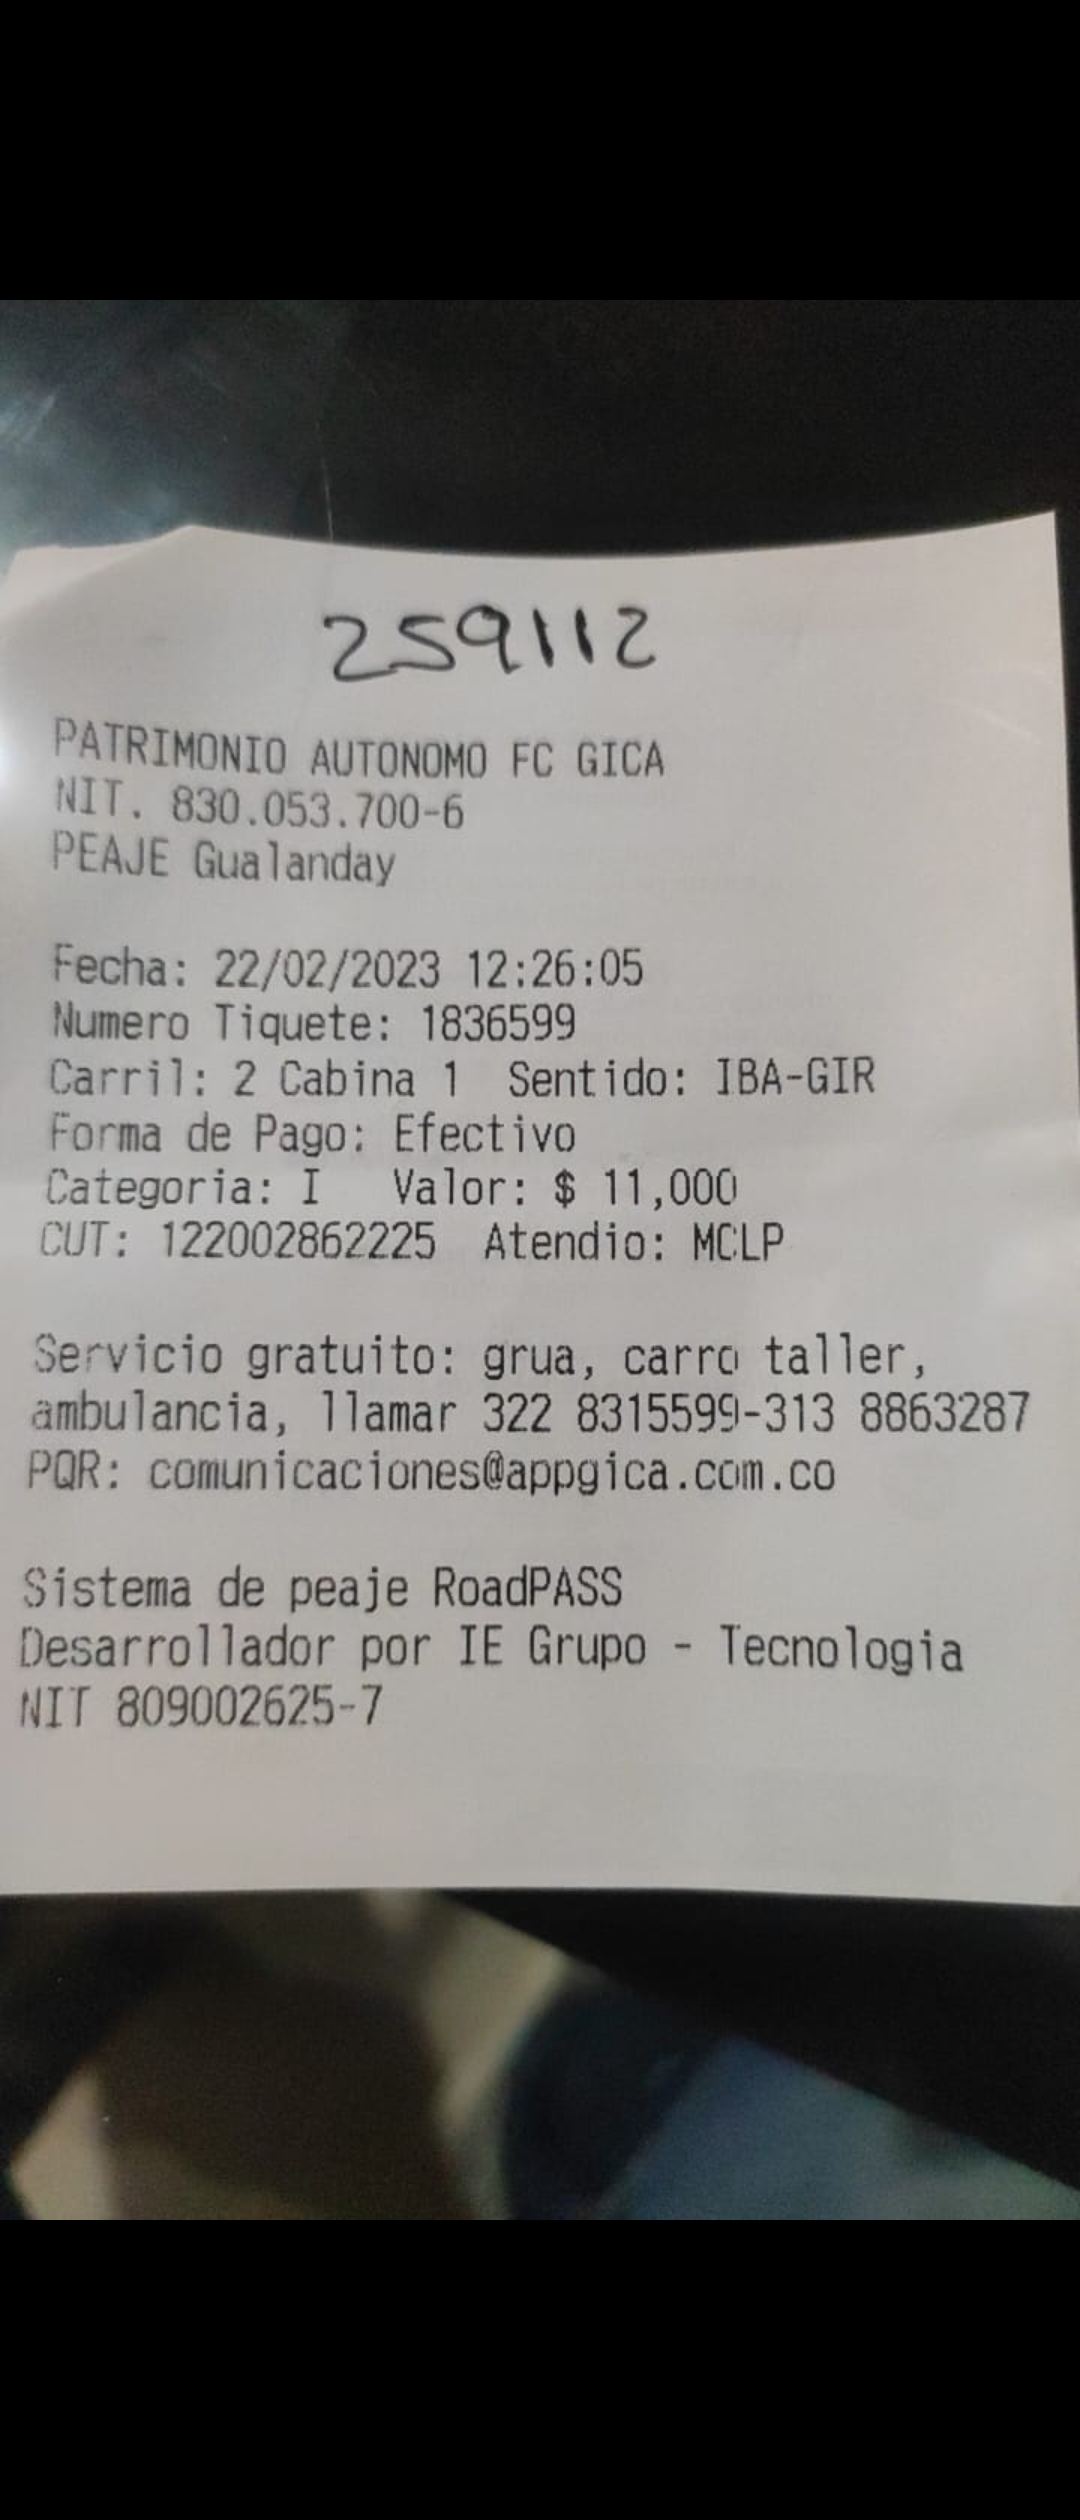 259112
PATRIMONIO AUTONOMO FC GICA
NIT. 830.053.700-6
PEAJE Gualanday
Fecha: 22/02/2023 12:26:05
Numero Tiquete: 1836599
Carril: 2 Cabina 1 Sentido: IBA-GIR
Forma de Pago: Efectivo
Categoria: I Valor: $ 11,000
CUT: 122002862225 Atendio: MCLP
Servicio gratuito: grua, carro taller,
ambulancia, llamar 322 8315599-313 8863287
PQR: comunicaciones@appgica.com.co
Sistema de peaje RoadPASS
Desarrollador por IE Grupo - Tecnologia
NIT 809002625-7